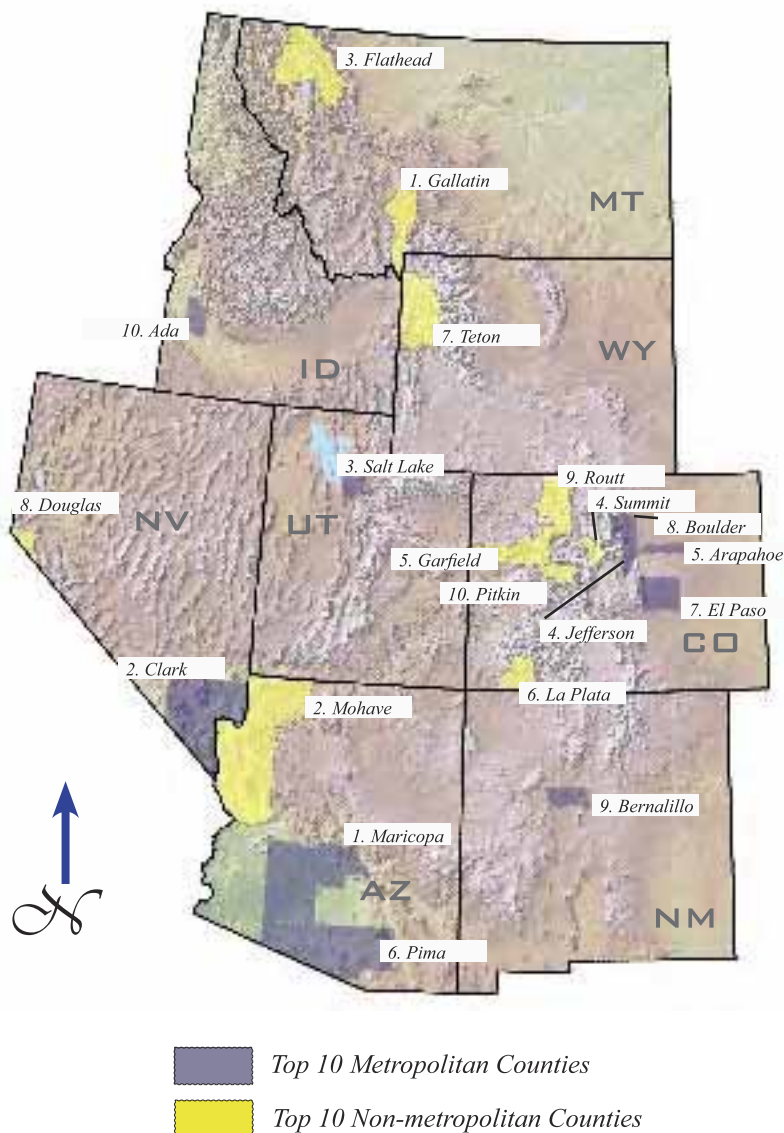 3. Flathead
1. Gallatin
MT
10. Ada
7. Teton
WY
ID
3. Salt Lake
9. Routt
4. Summit
8. Douglas
NV
UT
8. Boulder
5. Garfield
5. Arapahoe
10. Pitkin
7. El Paso
4. Jefferson
CO
2. Clark
6. La Plata
2. Mohave
9. Bernalillo
1. Maricopa
AZ
NM
6. Pima
N
Top 10 Metropolitan Counties
Top 10 Non-metropolitan Counties